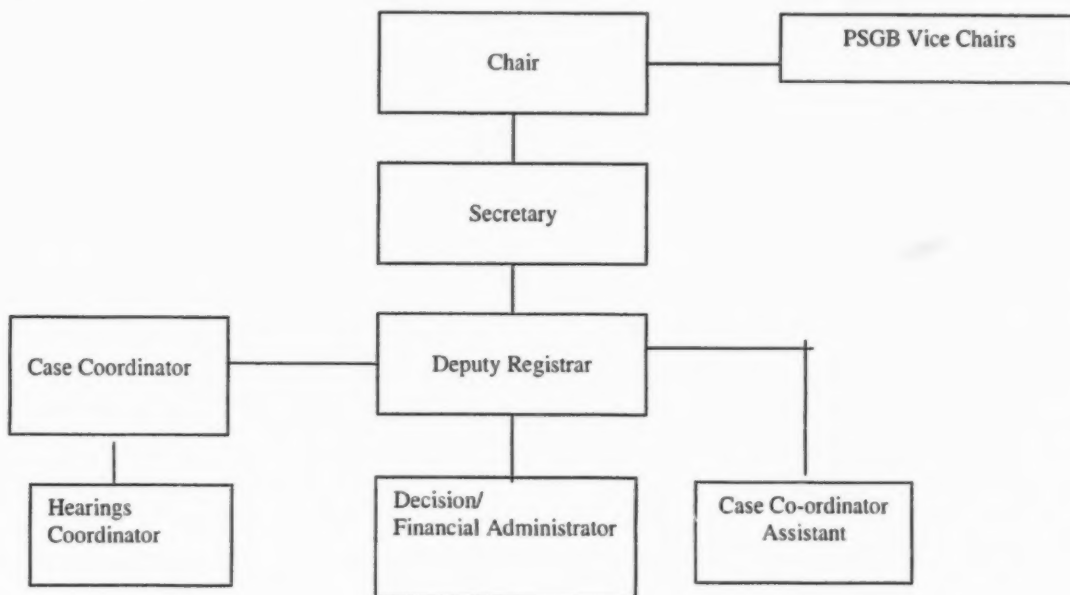 PSGB Vice Chairs
Chair
Secretary
Case Coordinator
Deputy Registrar
Hearings
Coordinator
Decision/
Financial Administrator
Case Co-ordinator
Assistant